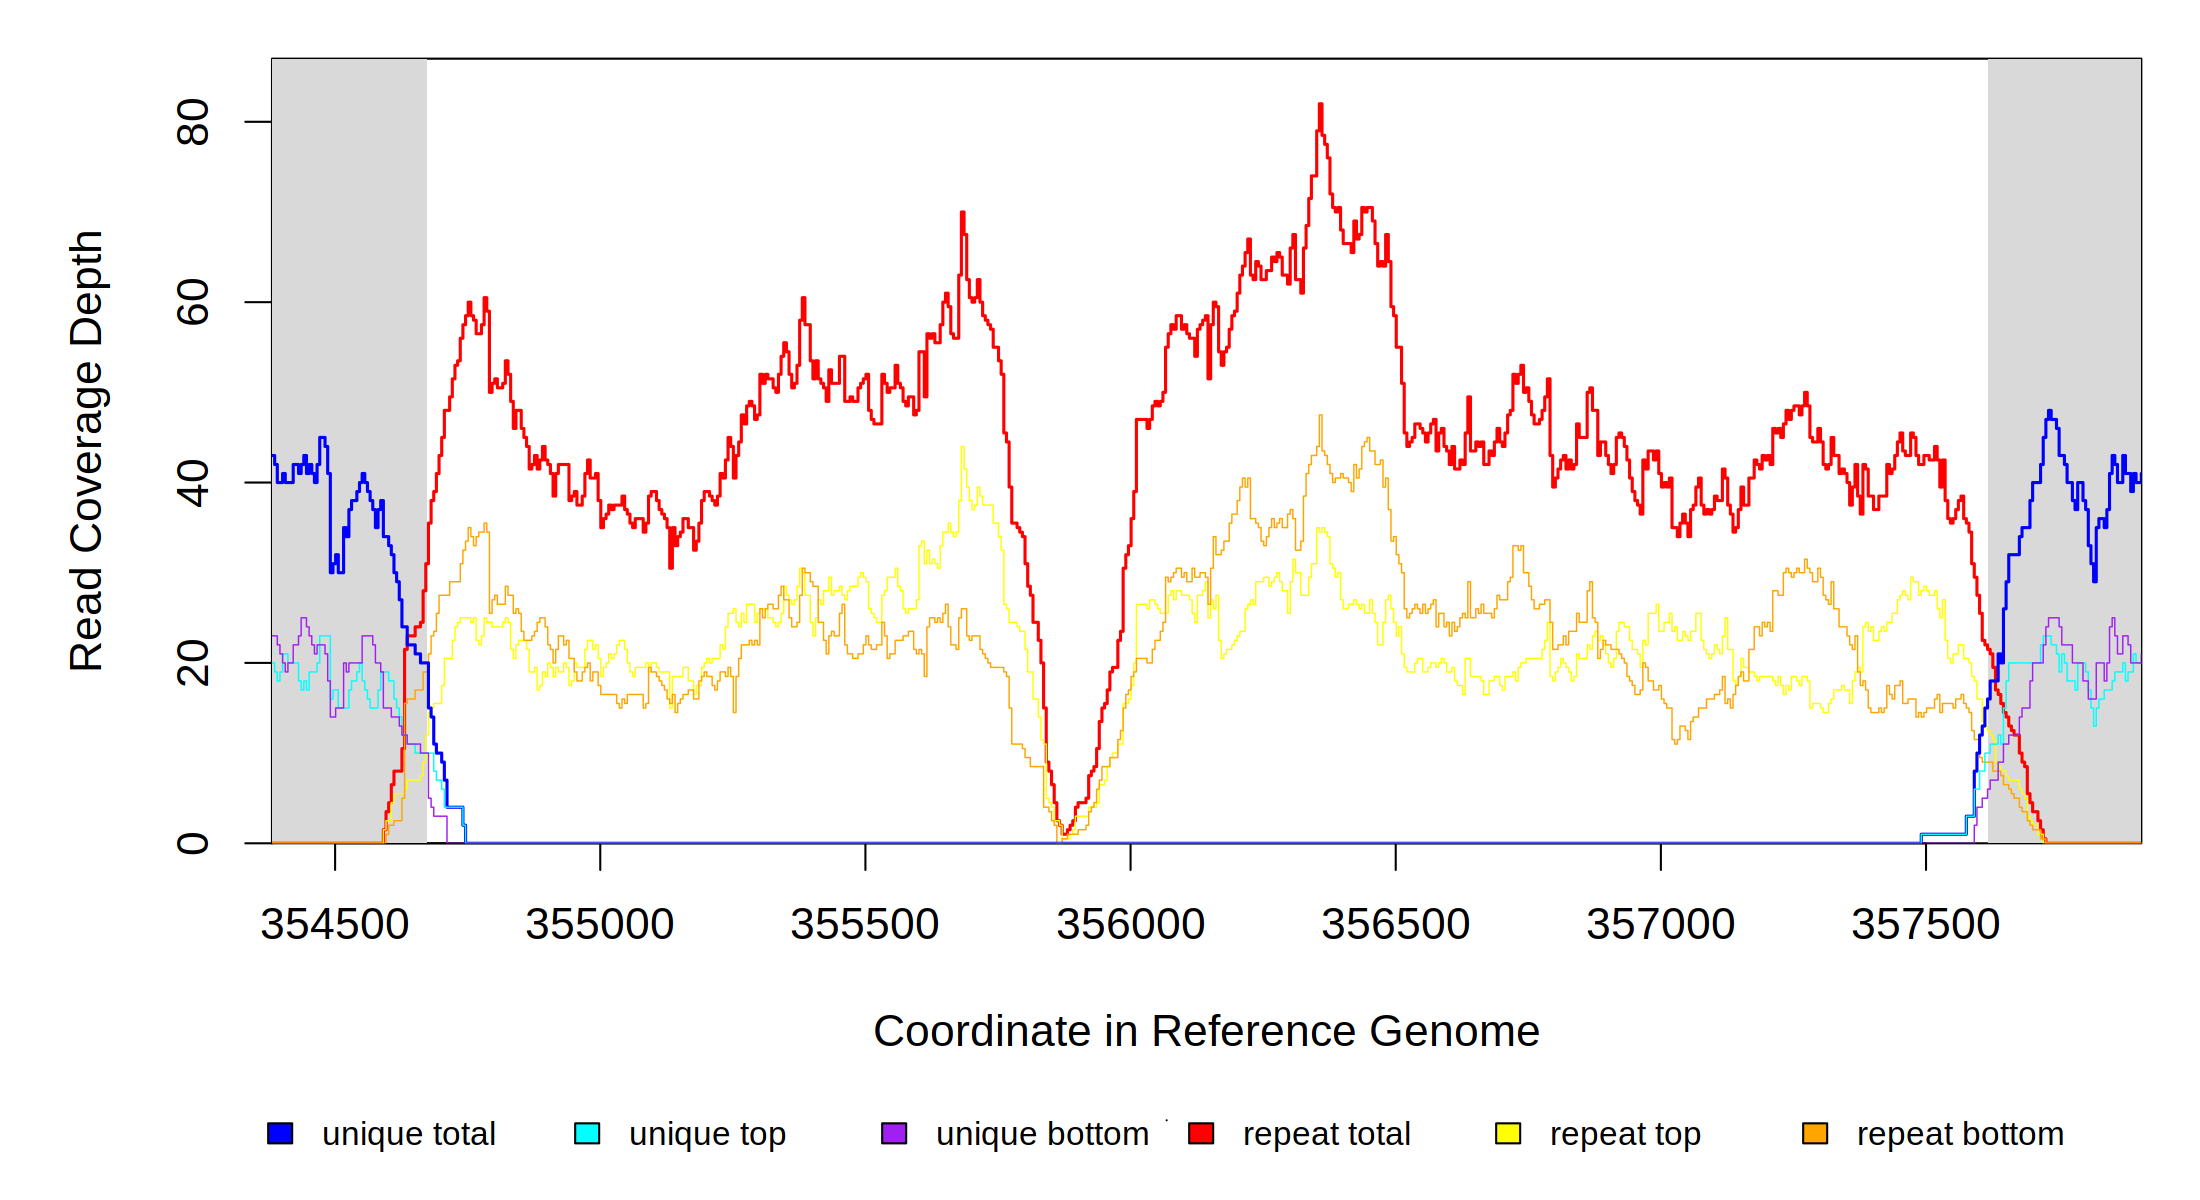 Read Coverage Depth
80
60
40
20
0
354500 355000 355500 356000 356500 357000 357500
Coordinate in Reference Genome
unique total unique top unique bottom repeat total repeat top repeat bottom